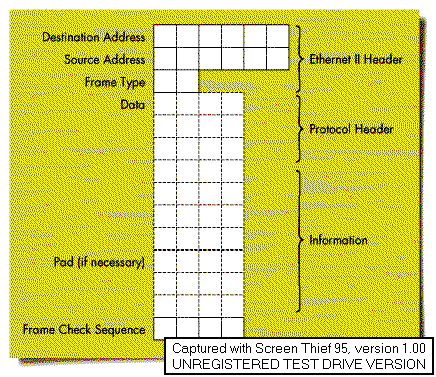 Destination Address
Source Address
Ethernet II Header
Frame Type
Data
Protocol Header
Information
Pad (if necessary)
Frame Check Sequence
Captured with Screen Thief 95, version 1.00
UNREGISTERED TEST DRIVE VERSION